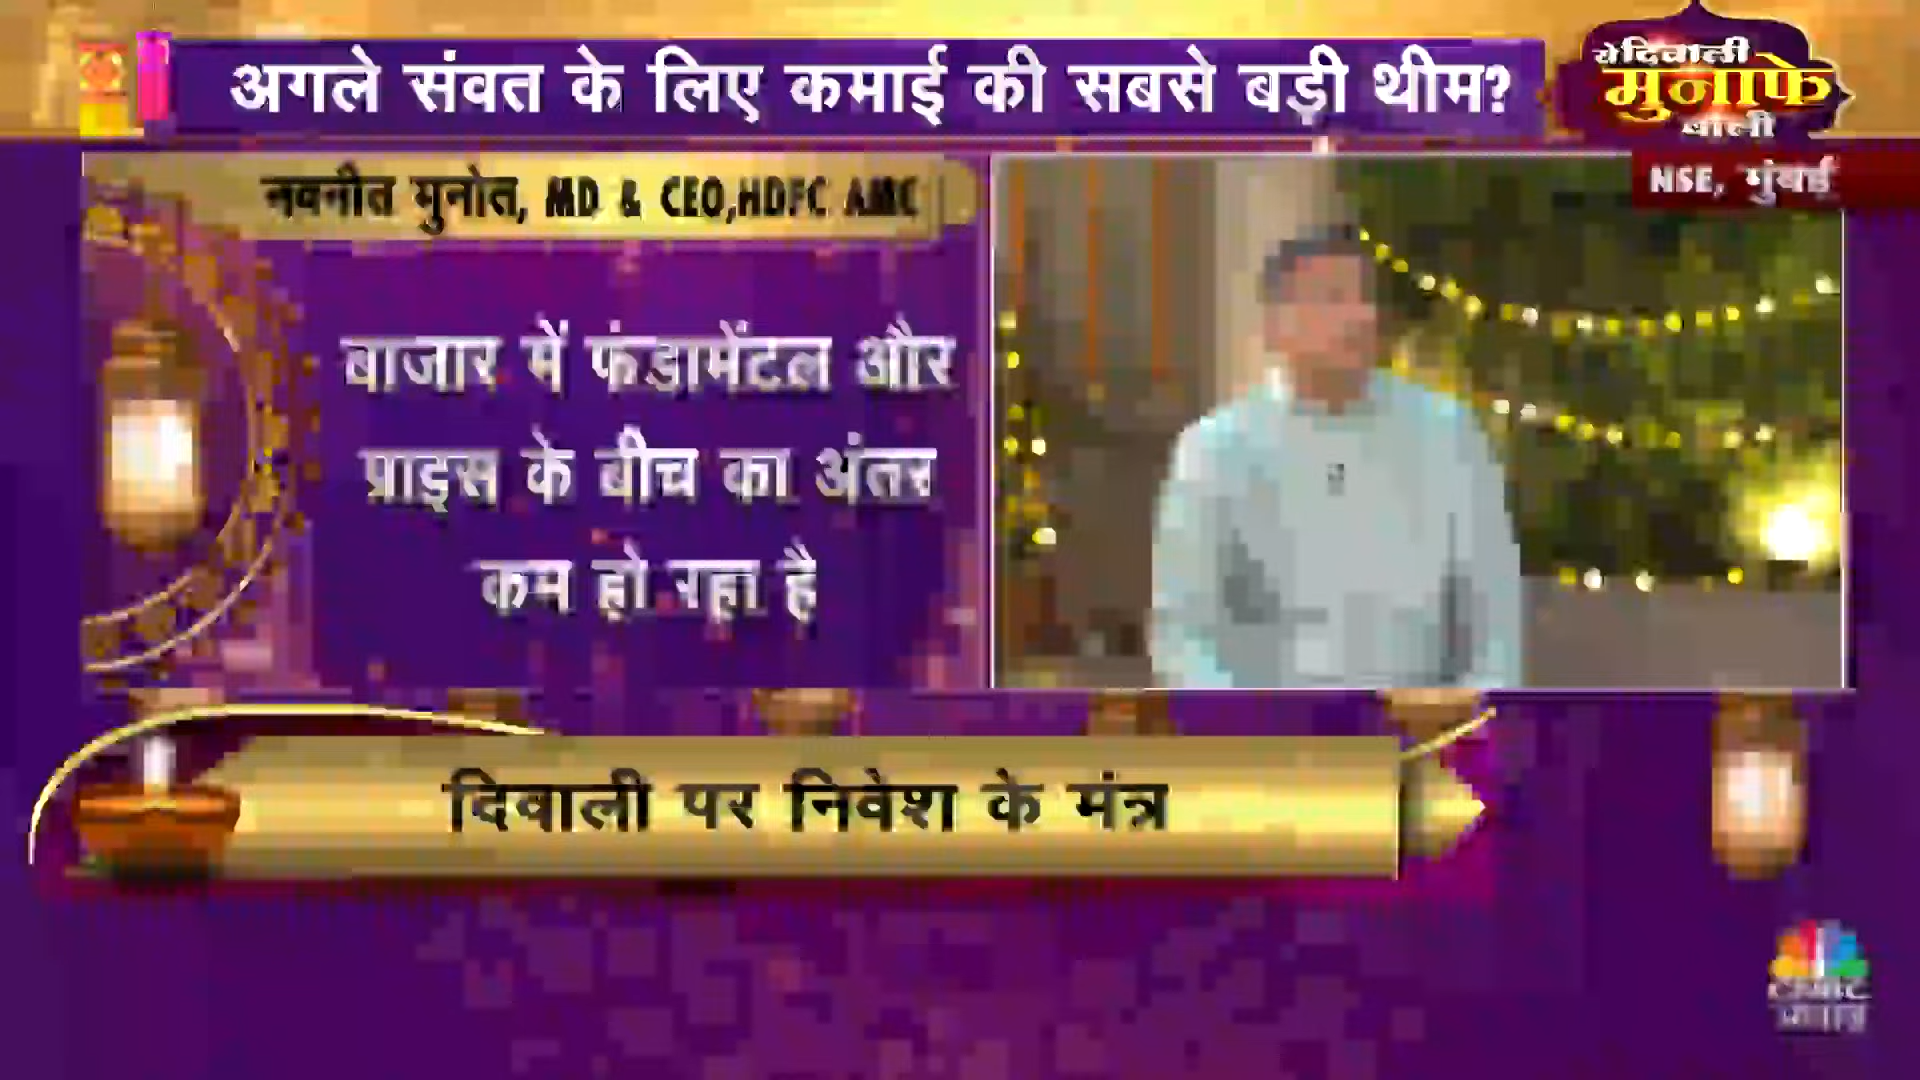 अगले संवत के लिए कमाई की सबसे बड़ी थीम?
ये दिवाली
मुनाफे
वाली
NSE, मुंबई
नवनीत मुनोत, MD & CEO,HDFC AMC
बाजार में फंडामेंटल और
प्राइस के बीच का अंतर
कम हो रहा है
दिवाली पर निवेश के मंत्र
CNBC
आवाज़